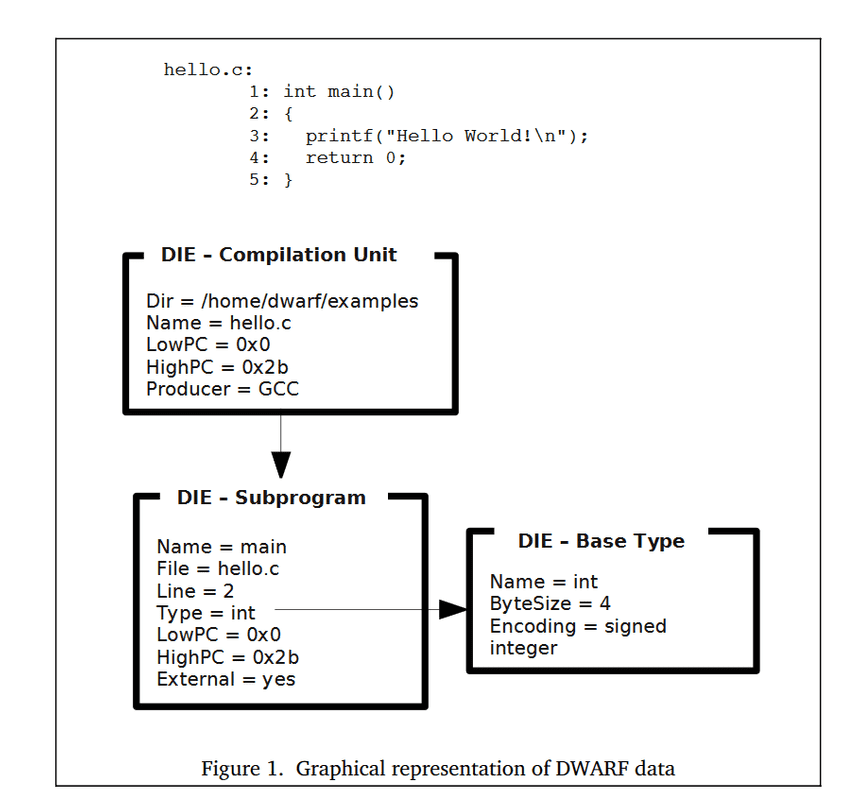 hello.c:
1: int main()
2: {
3:   printf("Hello World!\n");
4:   return 0;
5: }
DIE – Compilation Unit
Dir = /home/dwarf/examples
Name = hello.c
LowPC = 0x0
HighPC = 0x2b
Producer = GCC
DIE – Subprogram
Name = main
File = hello.c
Line = 2
Type = int
LowPC = 0x0
HighPC = 0x2b
External = yes
DIE – Base Type
Name = int
ByteSize = 4
Encoding = signed
integer
Figure 1.  Graphical representation of DWARF data